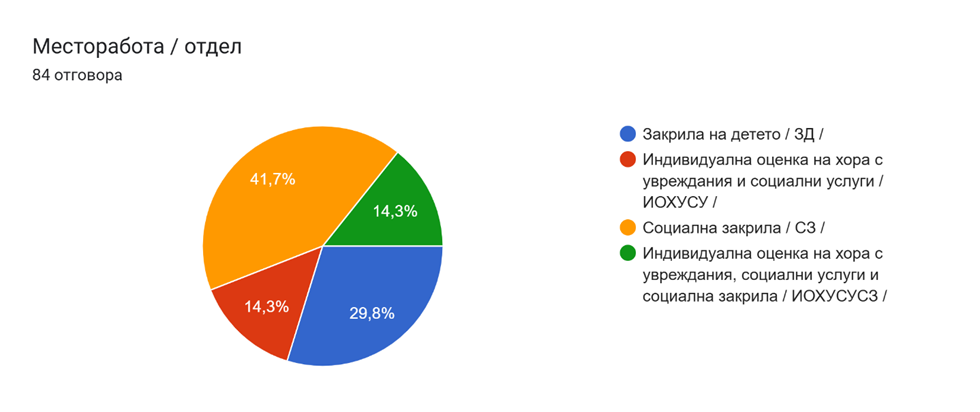 Месторабота / отдел
84 отговора
41,7%
14,3%
14,3%
29,8%
Закрила на детето / ЗД /
Индивидуална оценка на хора с
увреждания и социални услуги /
ИОХУСУ /
Социална закрила / СЗ /
Индивидуална оценка на хора с
увреждания, социални услуги и
социална закрила / ИОХУСУСЗ /